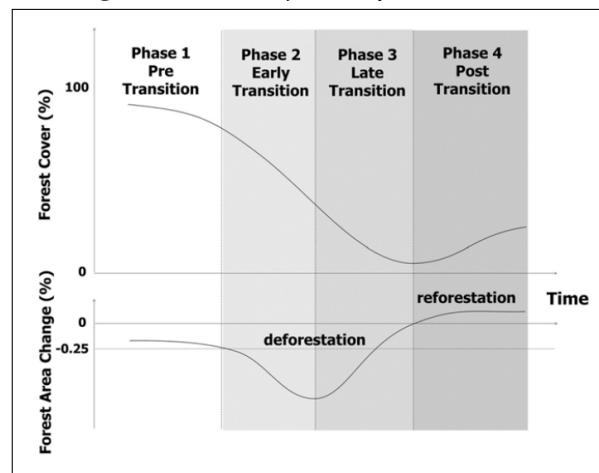 Phase 1
Pre
Transition
Phase 2
Early
Transition
Phase 3
Late
Transition
Phase 4
Post
Transition
Forest Cover (%)
100
0
Forest Area Change (%)
0
-0.25
deforestation
reforestation
Time